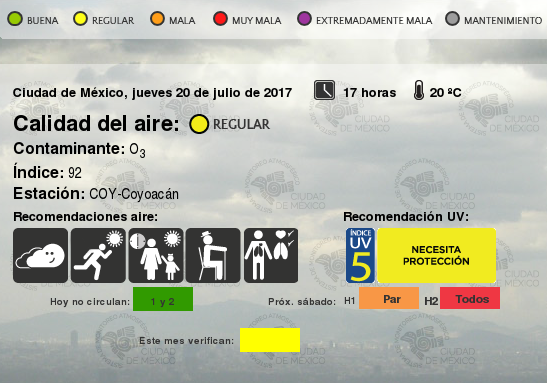 BUENA REGULAR MALA MUY MALA EXTREMADAMENTE MALA MANTENIMIENTO
Ciudad de México, jueves 20 de julio de 2017 17 horas 20 ºC
Calidad del aire: REGULAR
Contaminante: O3
Índice: 92
Estación: COY-Coyoacán
Recomendaciones aire: Recomendación UV:
ÍNDICE
UV
5
NECESITA
PROTECCIÓN
Hoy no circulan: 1 y 2 Próx. sábado: H1 Par H2 Todos
Este mes verifican:
CIUDAD
DE MÉXICO